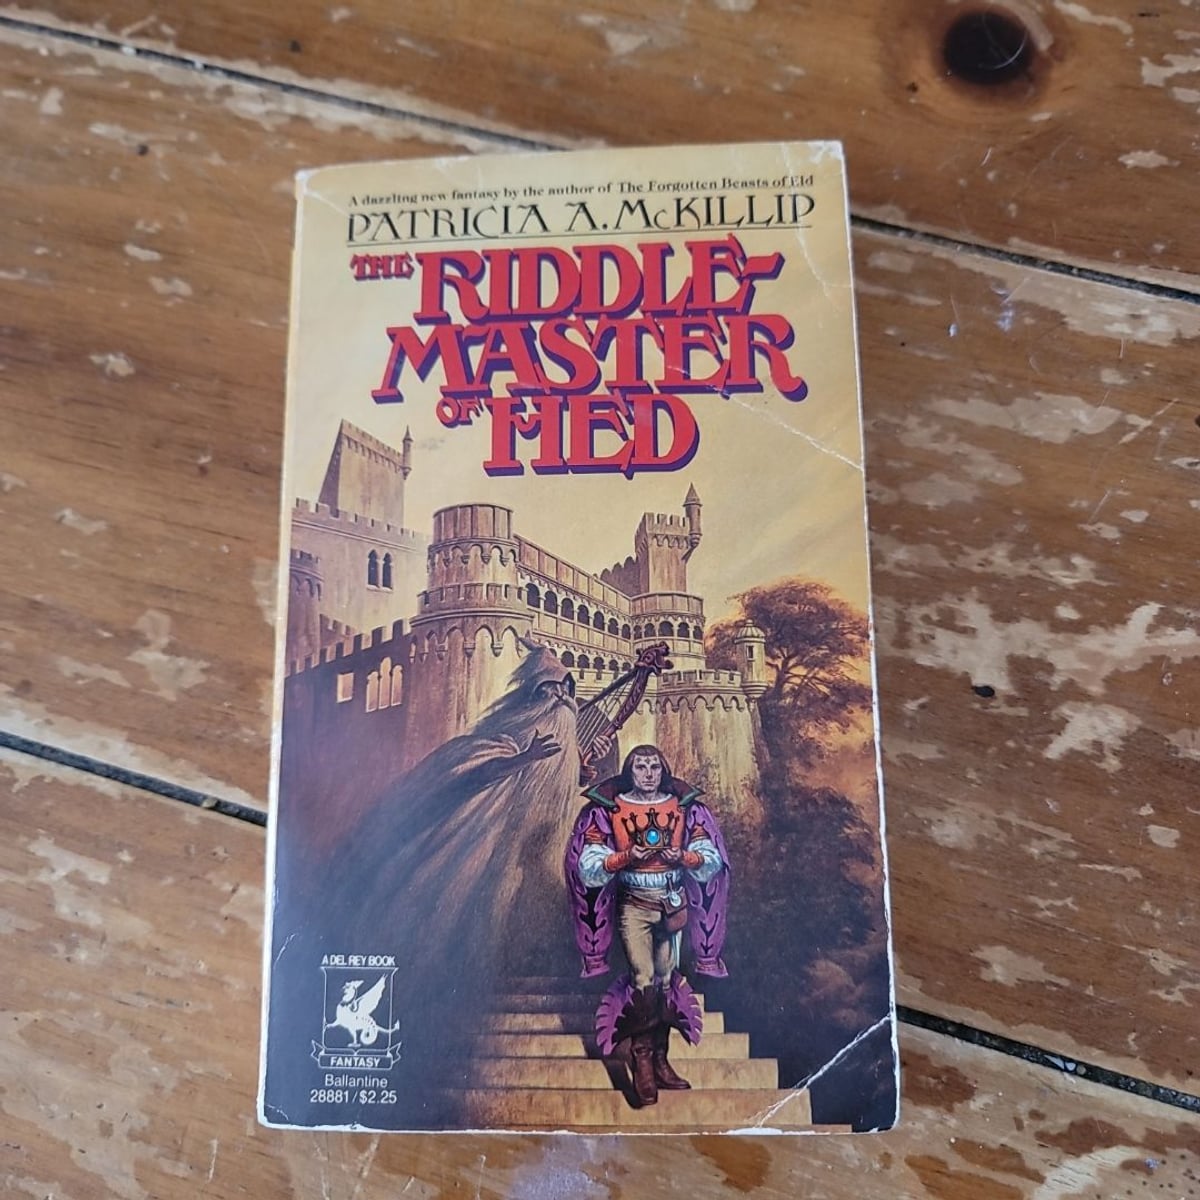 A dazzling new fantasy by the author of The Forgotten Beasts of Eld
PATRICIA A. McKILLIP
THE RIDDLE-
MASTER
OF HED
A DEL REY BOOK
FANTASY
Ballantine
28881/$2.25